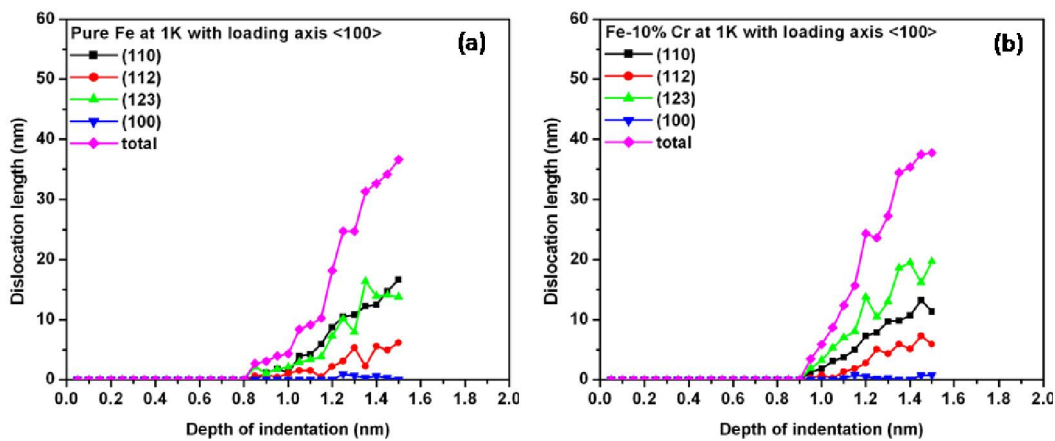 Pure Fe at 1K with loading axis <100>
(a)
(110)
(112)
(123)
(100)
total
60
50
40
30
20
10
0
Dislocation length (nm)
0.0 0.2 0.4 0.6 0.8 1.0 1.2 1.4 1.6 1.8 2.0
Depth of indentation (nm)
Fe-10% Cr at 1K with loading axis <100>
(b)
(110)
(112)
(123)
(100)
total
60
50
40
30
20
10
0
Dislocation length (nm)
0.0 0.2 0.4 0.6 0.8 1.0 1.2 1.4 1.6 1.8 2.0
Depth of indentation (nm)